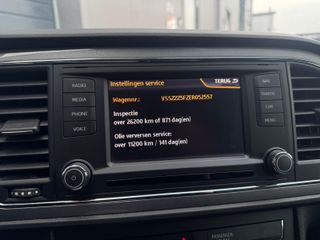 Instellingen service
TERUG
RADIO
MEDIA
PHONE
VOICE
NAV
TRAFFIC
CAR
MENU
Wagennr.: VSSZZZ5FZER052557
Inspectie
over 26200 km of 871 dag(en)
Olie verversen service:
over 11200 km / 141 dag(en)
PASSENGER